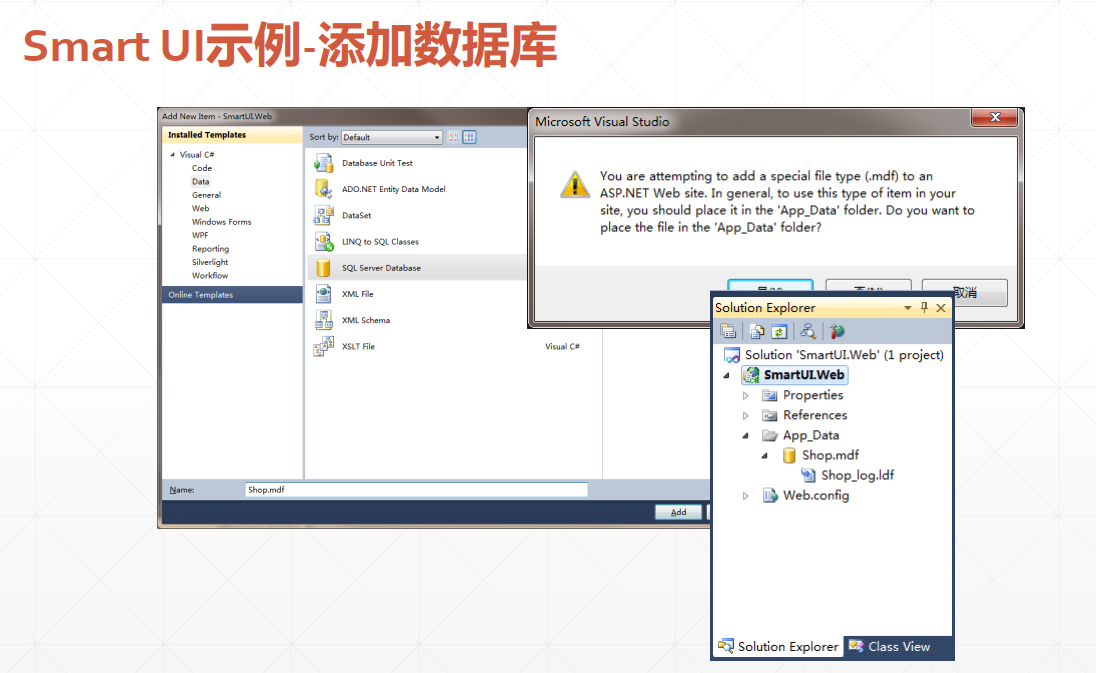 Smart UI示例-添加数据库
Add New Item - SmartUI.Web
Installed Templates
Visual C#
Code
Data
General
Web
Windows Forms
WPF
Reporting
Silverlight
Workflow
Online Templates
Sort by: Default
Database Unit Test
ADO.NET Entity Data Model
DataSet
LINQ to SQL Classes
SQL Server Database
XML File
XML Schema
XSLT File
Visual C#
Name: Shop.mdf
Add
Microsoft Visual Studio
You are attempting to add a special file type (.mdf) to an
ASP.NET Web site. In general, to use this type of item in your
site, you should place it in the 'App_Data' folder. Do you want to
place the file in the 'App_Data' folder?
取消
Solution Explorer
Solution 'SmartUI.Web' (1 project)
SmartUI.Web
Properties
References
App_Data
Shop.mdf
Shop_log.ldf
Web.config
Solution Explorer
Class View